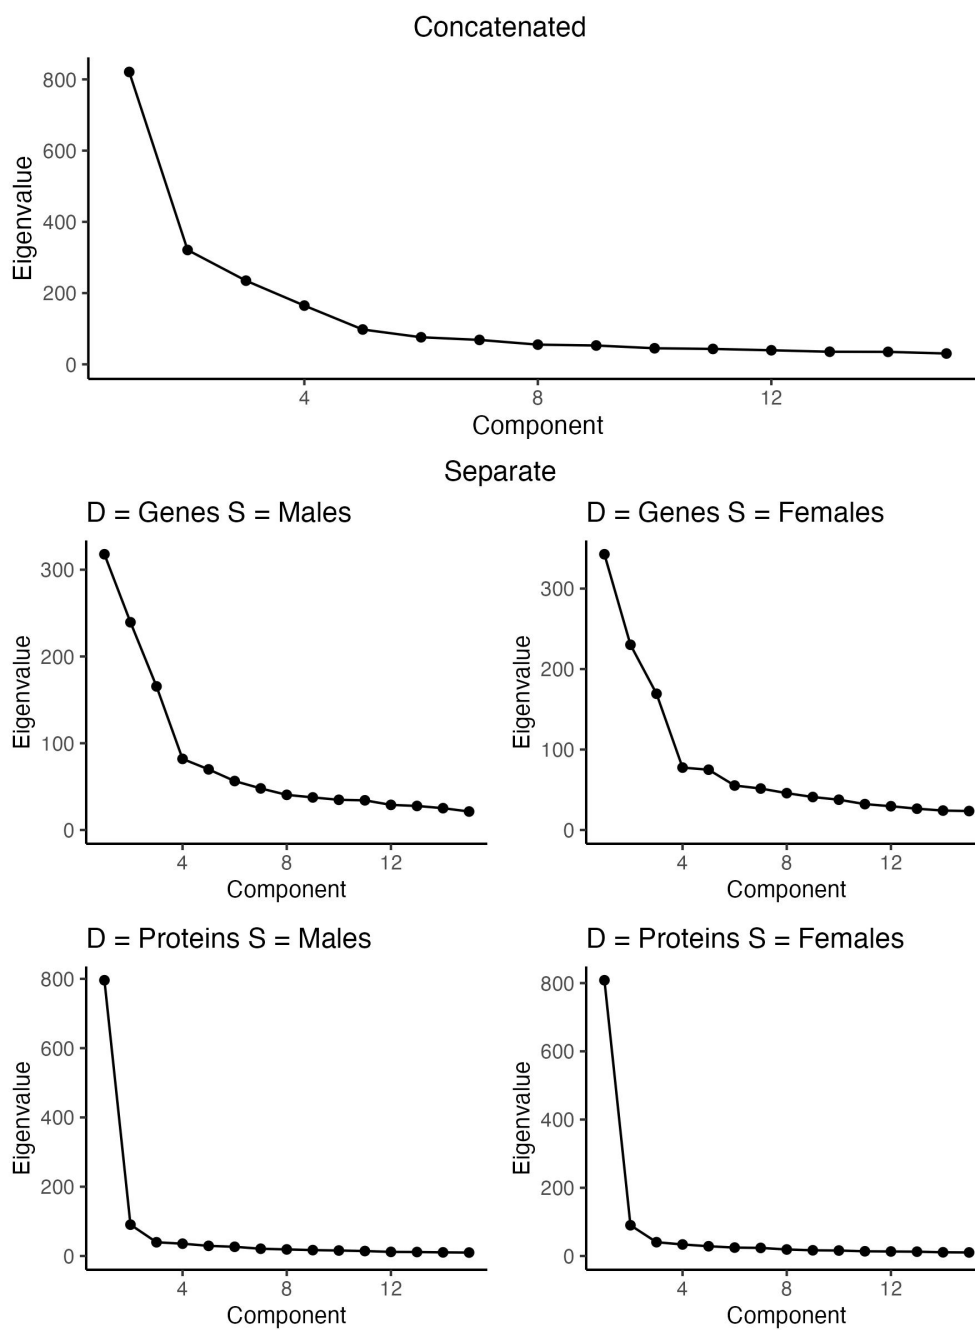 Concatenated
Eigenvalue
800
600
400
200
0
4 8 12
Component
Separate
D = Genes S = Males
Eigenvalue
300
200
100
0
4 8 12
Component
D = Genes S = Females
Eigenvalue
300
200
100
0
4 8 12
Component
D = Proteins S = Males
Eigenvalue
800
600
400
200
0
4 8 12
Component
D = Proteins S = Females
Eigenvalue
800
600
400
200
0
4 8 12
Component